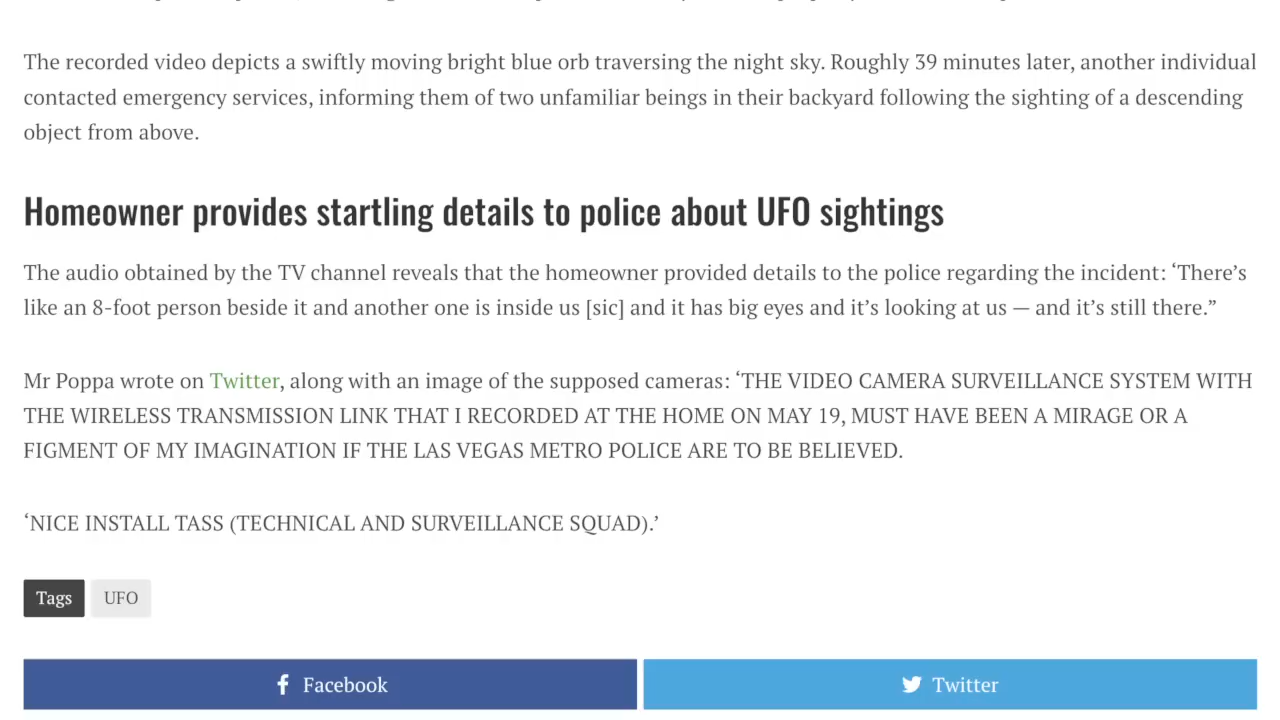 The recorded video depicts a swiftly moving bright blue orb traversing the night sky. Roughly 39 minutes later, another individual
contacted emergency services, informing them of two unfamiliar beings in their backyard following the sighting of a descending
object from above.
Homeowner provides startling details to police about UFO sightings
The audio obtained by the TV channel reveals that the homeowner provided details to the police regarding the incident: ‘There’s
like an 8-foot person beside it and another one is inside us [sic] and it has big eyes and it’s looking at us — and it’s still there.”
Mr Poppa wrote on Twitter, along with an image of the supposed cameras: ‘THE VIDEO CAMERA SURVEILLANCE SYSTEM WITH
THE WIRELESS TRANSMISSION LINK THAT I RECORDED AT THE HOME ON MAY 19, MUST HAVE BEEN A MIRAGE OR A
FIGMENT OF MY IMAGINATION IF THE LAS VEGAS METRO POLICE ARE TO BE BELIEVED.
‘NICE INSTALL TASS (TECHNICAL AND SURVEILLANCE SQUAD).’
Tags UFO
Facebook Twitter